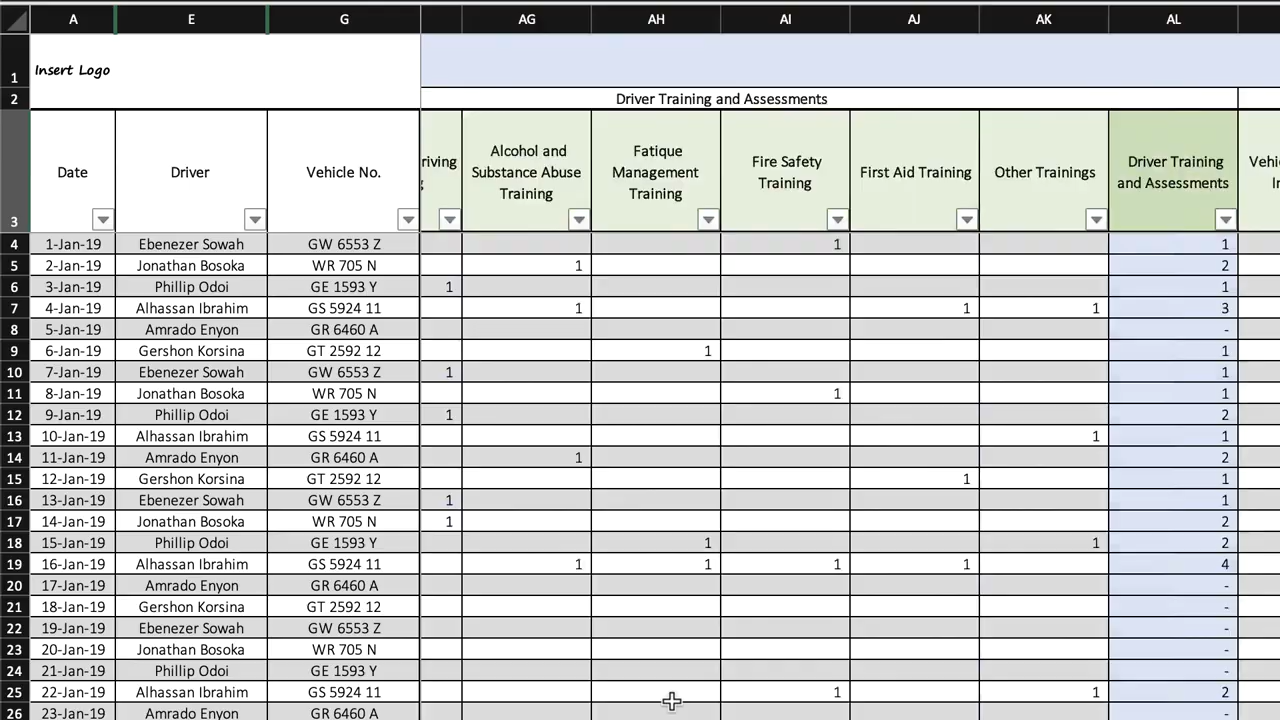 A E G AG AH AI AJ AK AL
1 Insert Logo
2 Driver Training and Assessments
3 Date Driver Vehicle No. Alcohol and Substance Abuse Training Fatique Management Training Fire Safety Training First Aid Training Other Trainings Driver Training and Assessments
4 1-Jan-19 Ebenezer Sowah GW 6553 Z 1 1
5 2-Jan-19 Jonathan Bosoka WR 705 N 1 2
6 3-Jan-19 Phillip Odoi GE 1593 Y 1 1
7 4-Jan-19 Alhassan Ibrahim GS 5924 11 1 1 1 3
8 5-Jan-19 Amrado Enyon GR 6460 A -
9 6-Jan-19 Gershon Korsina GT 2592 12 1 1
10 7-Jan-19 Ebenezer Sowah GW 6553 Z 1 1
11 8-Jan-19 Jonathan Bosoka WR 705 N 1 1
12 9-Jan-19 Phillip Odoi GE 1593 Y 1 2
13 10-Jan-19 Alhassan Ibrahim GS 5924 11 1 1
14 11-Jan-19 Amrado Enyon GR 6460 A 1 2
15 12-Jan-19 Gershon Korsina GT 2592 12 1 1
16 13-Jan-19 Ebenezer Sowah GW 6553 Z 1 1
17 14-Jan-19 Jonathan Bosoka WR 705 N 1 2
18 15-Jan-19 Phillip Odoi GE 1593 Y 1 1 2
19 16-Jan-19 Alhassan Ibrahim GS 5924 11 1 1 1 1 4
20 17-Jan-19 Amrado Enyon GR 6460 A -
21 18-Jan-19 Gershon Korsina GT 2592 12 -
22 19-Jan-19 Ebenezer Sowah GW 6553 Z -
23 20-Jan-19 Jonathan Bosoka WR 705 N -
24 21-Jan-19 Phillip Odoi GE 1593 Y -
25 22-Jan-19 Alhassan Ibrahim GS 5924 11 1 1 2
26 23-Jan-19 Amrado Enyon GR 6460 A -